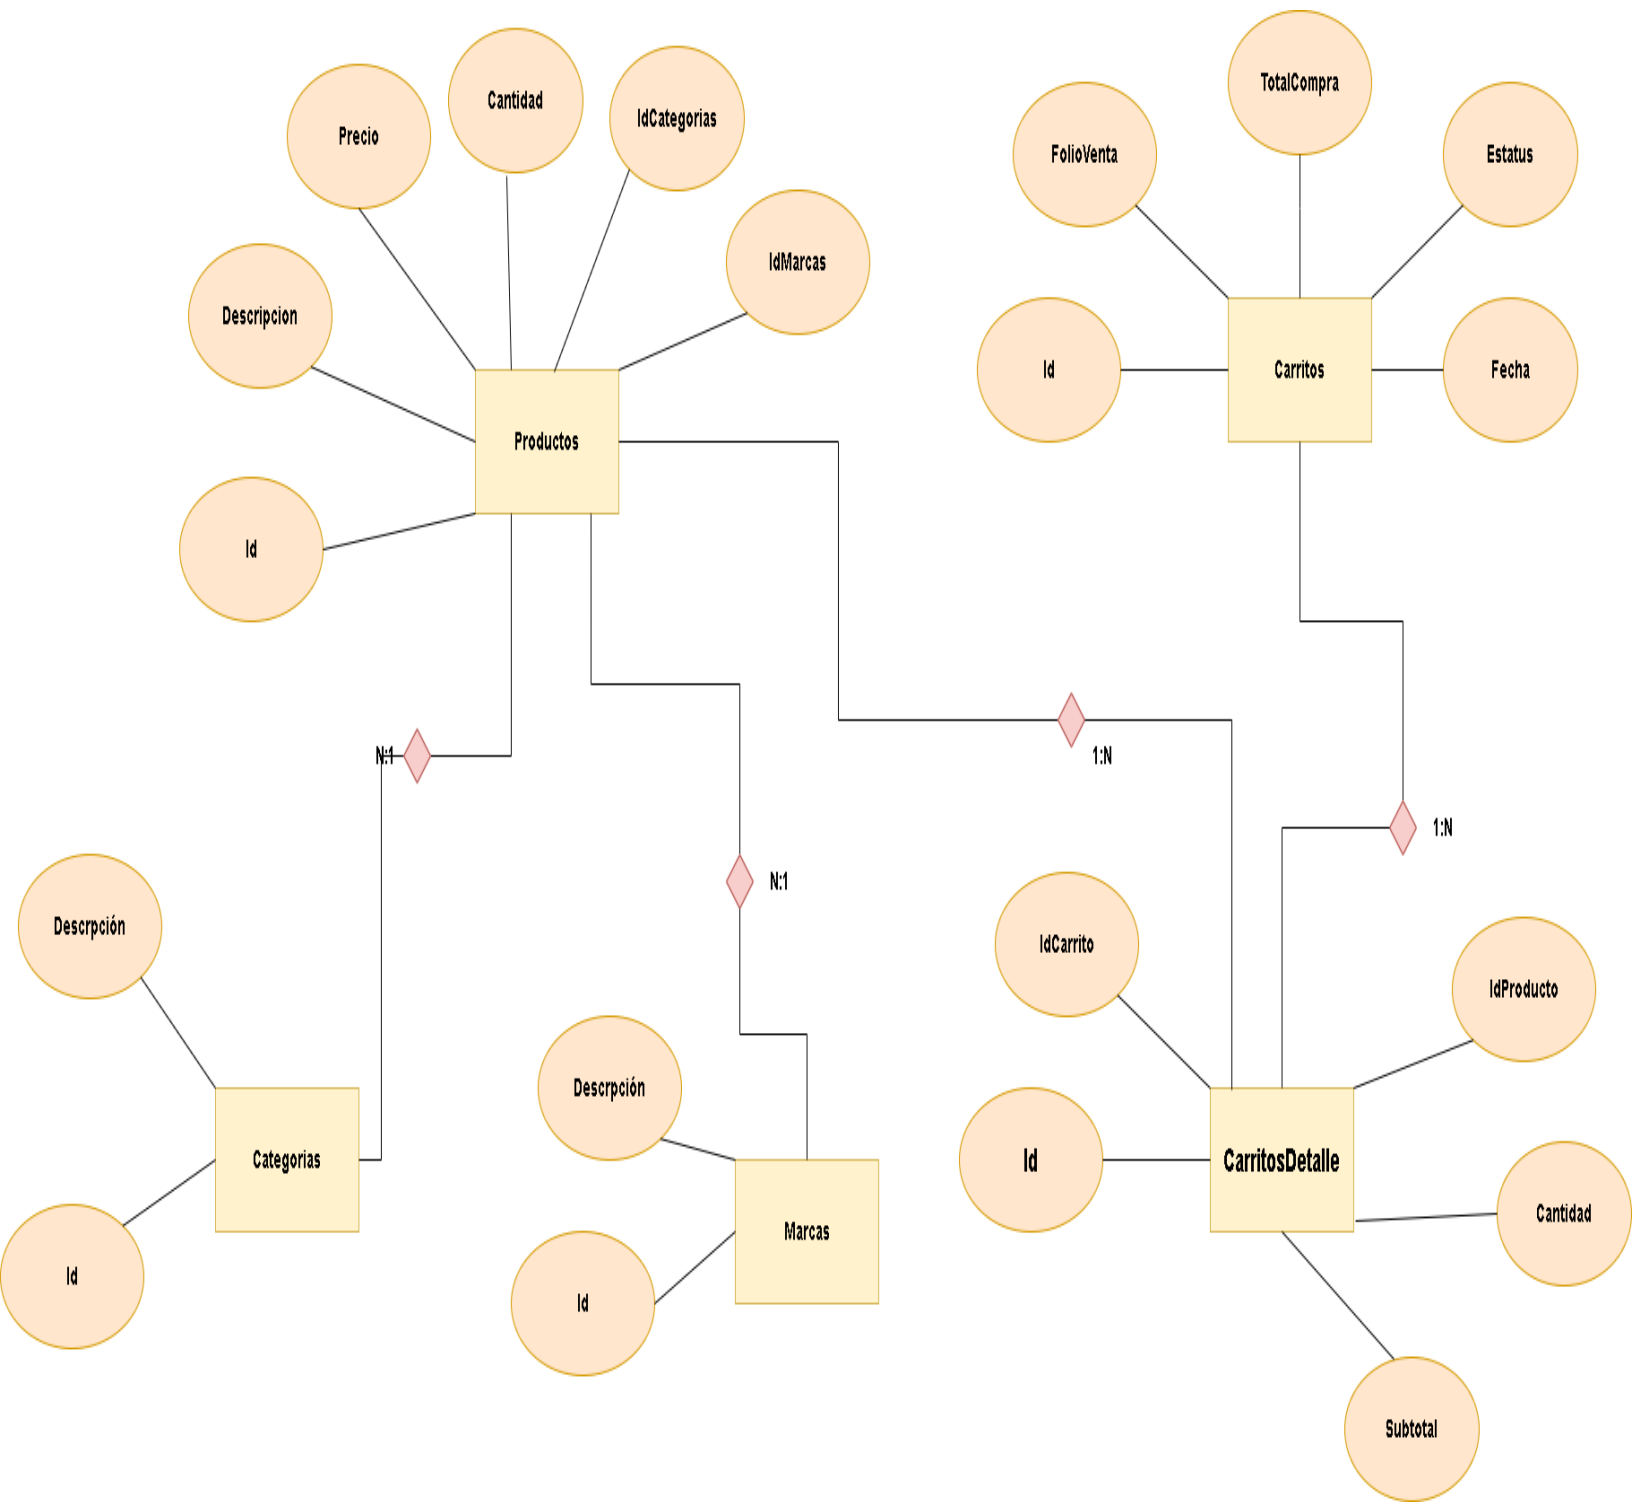 TotalCompra
Cantidad
IdCategorias
Precio
FolioVenta
Estatus
IdMarcas
Descripcion
Id
Carritos
Fecha
Productos
Id
N:1
1:N
1:N
N:1
Descrpción
IdCarrito
IdProducto
Descrpción
Categorias
Id
CarritosDetalle
Cantidad
Marcas
Id
Id
Subtotal